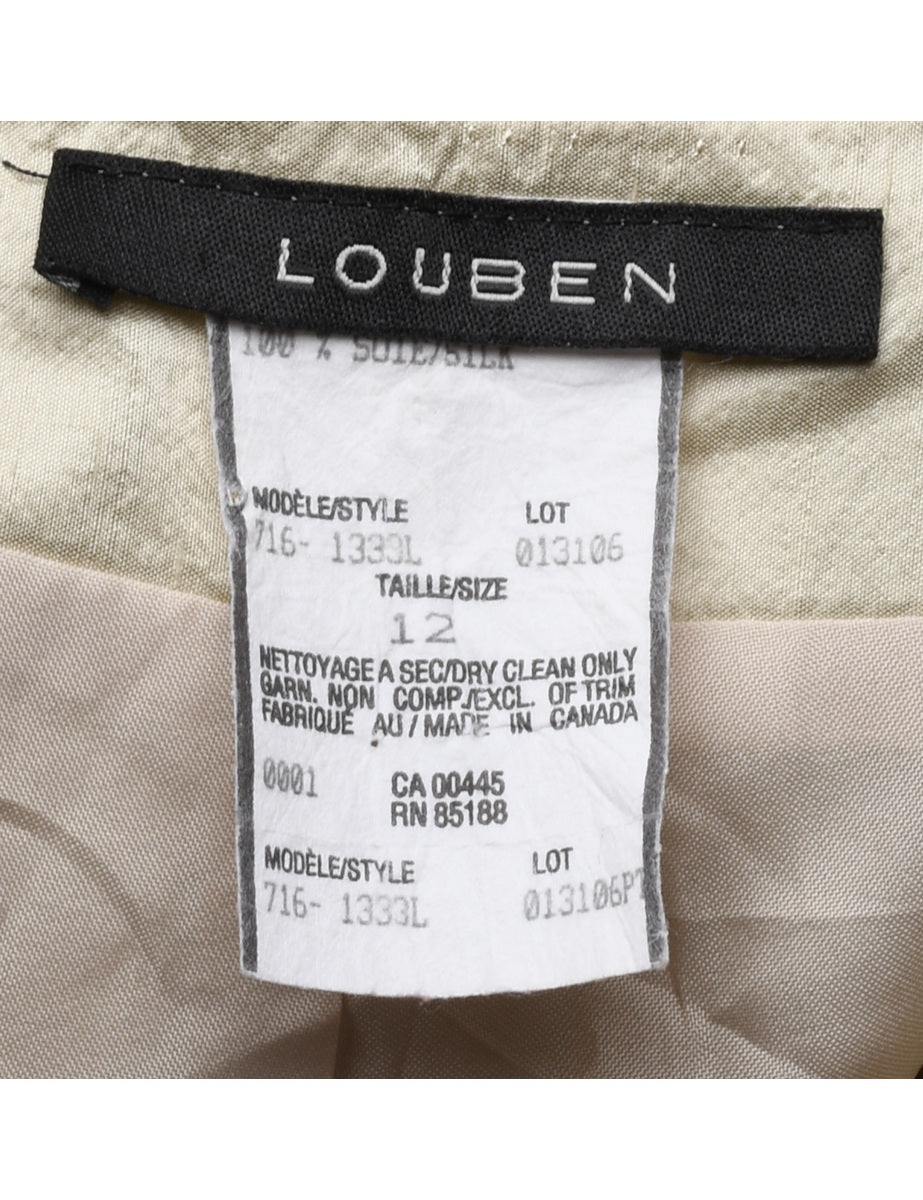 LOUBEN
100 % SOIE/SILK
MODÈLE/STYLE LOT
716- 1333L 013106
TAILLE/SIZE
12
NETTOYAGE A SEC/DRY CLEAN ONLY
GARN. NON COMP./EXCL. OF TRIM
FABRIQUÉ AU / MADE IN CANADA
0001 CA 00445
RN 85188
MODÈLE/STYLE LOT
716- 1333L 013106P